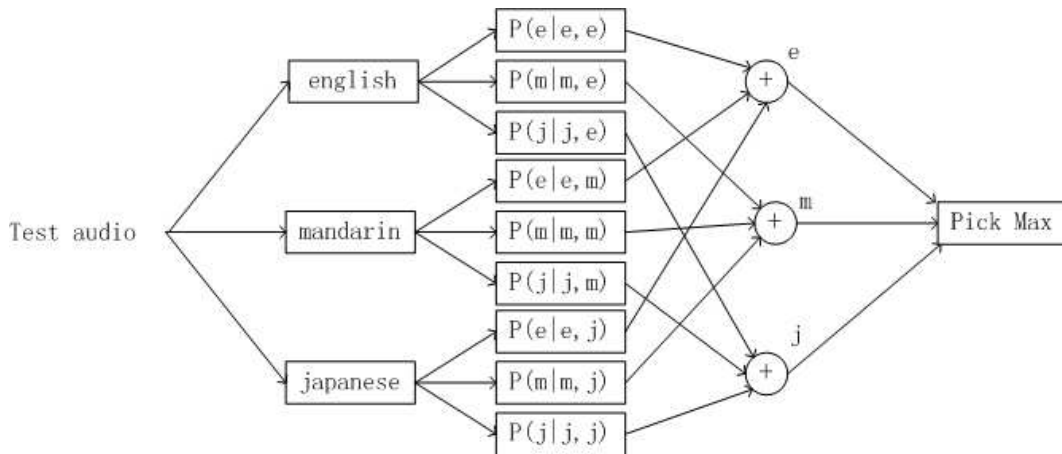 Test audio
english
mandarin
japanese
P(e|e,e)
P(m|m,e)
P(j|j,e)
P(e|e,m)
P(m|m,m)
P(j|j,m)
P(e|e,j)
P(m|m,j)
P(j|j,j)
e
+
m
+
j
+
Pick Max